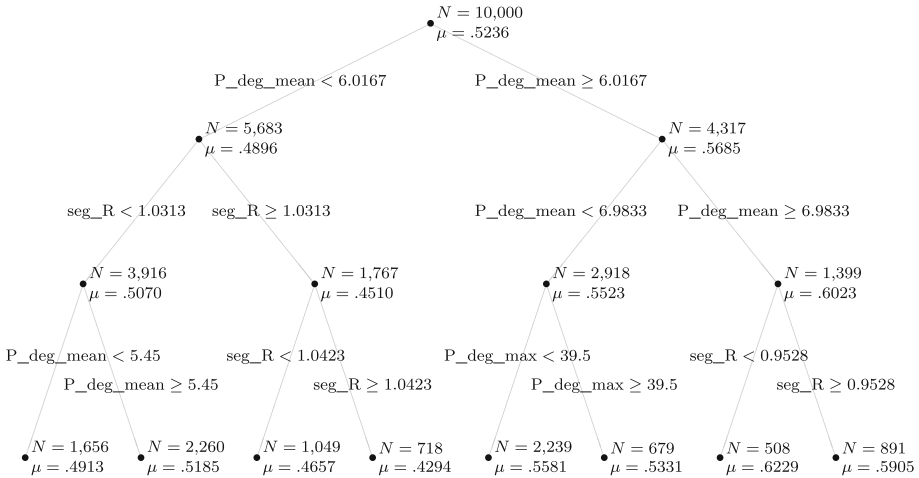 N = 10,000
μ = .5236
P_deg_mean < 6.0167
P_deg_mean ≥ 6.0167
N = 5,683
μ = .4896
N = 4,317
μ = .5685
seg_R < 1.0313
seg_R ≥ 1.0313
P_deg_mean < 6.9833
P_deg_mean ≥ 6.9833
N = 3,916
μ = .5070
N = 1,767
μ = .4510
N = 2,918
μ = .5523
N = 1,399
μ = .6023
P_deg_mean < 5.45
P_deg_mean ≥ 5.45
seg_R < 1.0423
seg_R ≥ 1.0423
P_deg_max < 39.5
P_deg_max ≥ 39.5
seg_R < 0.9528
seg_R ≥ 0.9528
N = 1,656
μ = .4913
N = 2,260
μ = .5185
N = 1,049
μ = .4657
N = 718
μ = .4294
N = 2,239
μ = .5581
N = 679
μ = .5331
N = 508
μ = .6229
N = 891
μ = .5905